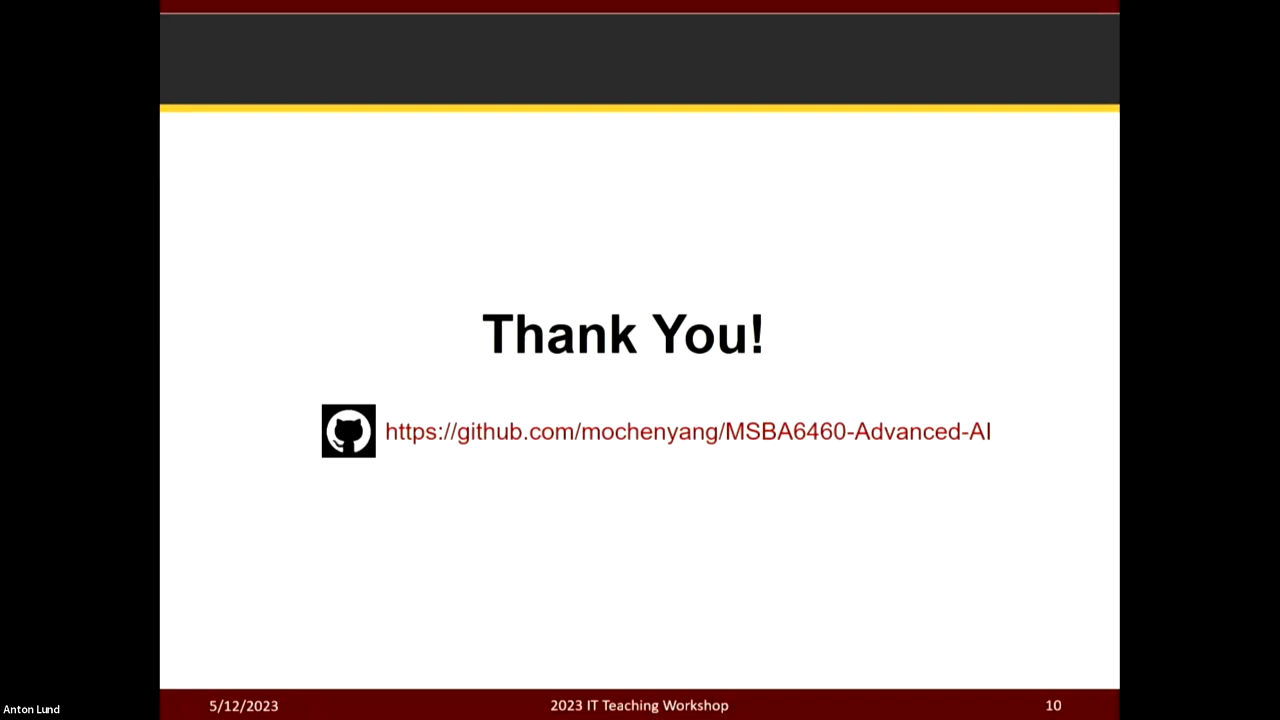 Thank You!
https://github.com/mochenyang/MSBA6460-Advanced-AI
5/12/2023
2023 IT Teaching Workshop
10
Anton Lund